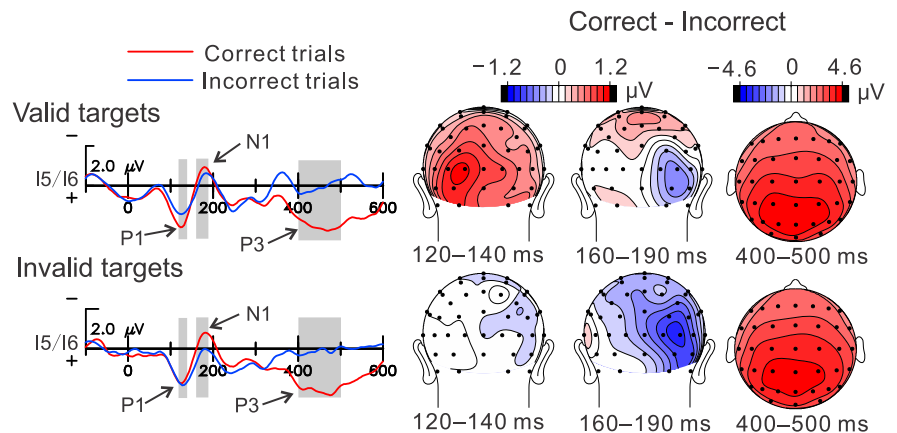 Correct - Incorrect
Correct trials
Incorrect trials
−1.2 0 1.2
μV
−4.6 0 4.6
μV
Valid targets
−
2.0 μV
I5/I6
+
0 200 400 600
N1
P1
P3
120–140 ms
160–190 ms
400–500 ms
Invalid targets
−
2.0 μV
I5/I6
+
0 200 400 600
N1
P1
P3
120–140 ms
160–190 ms
400–500 ms